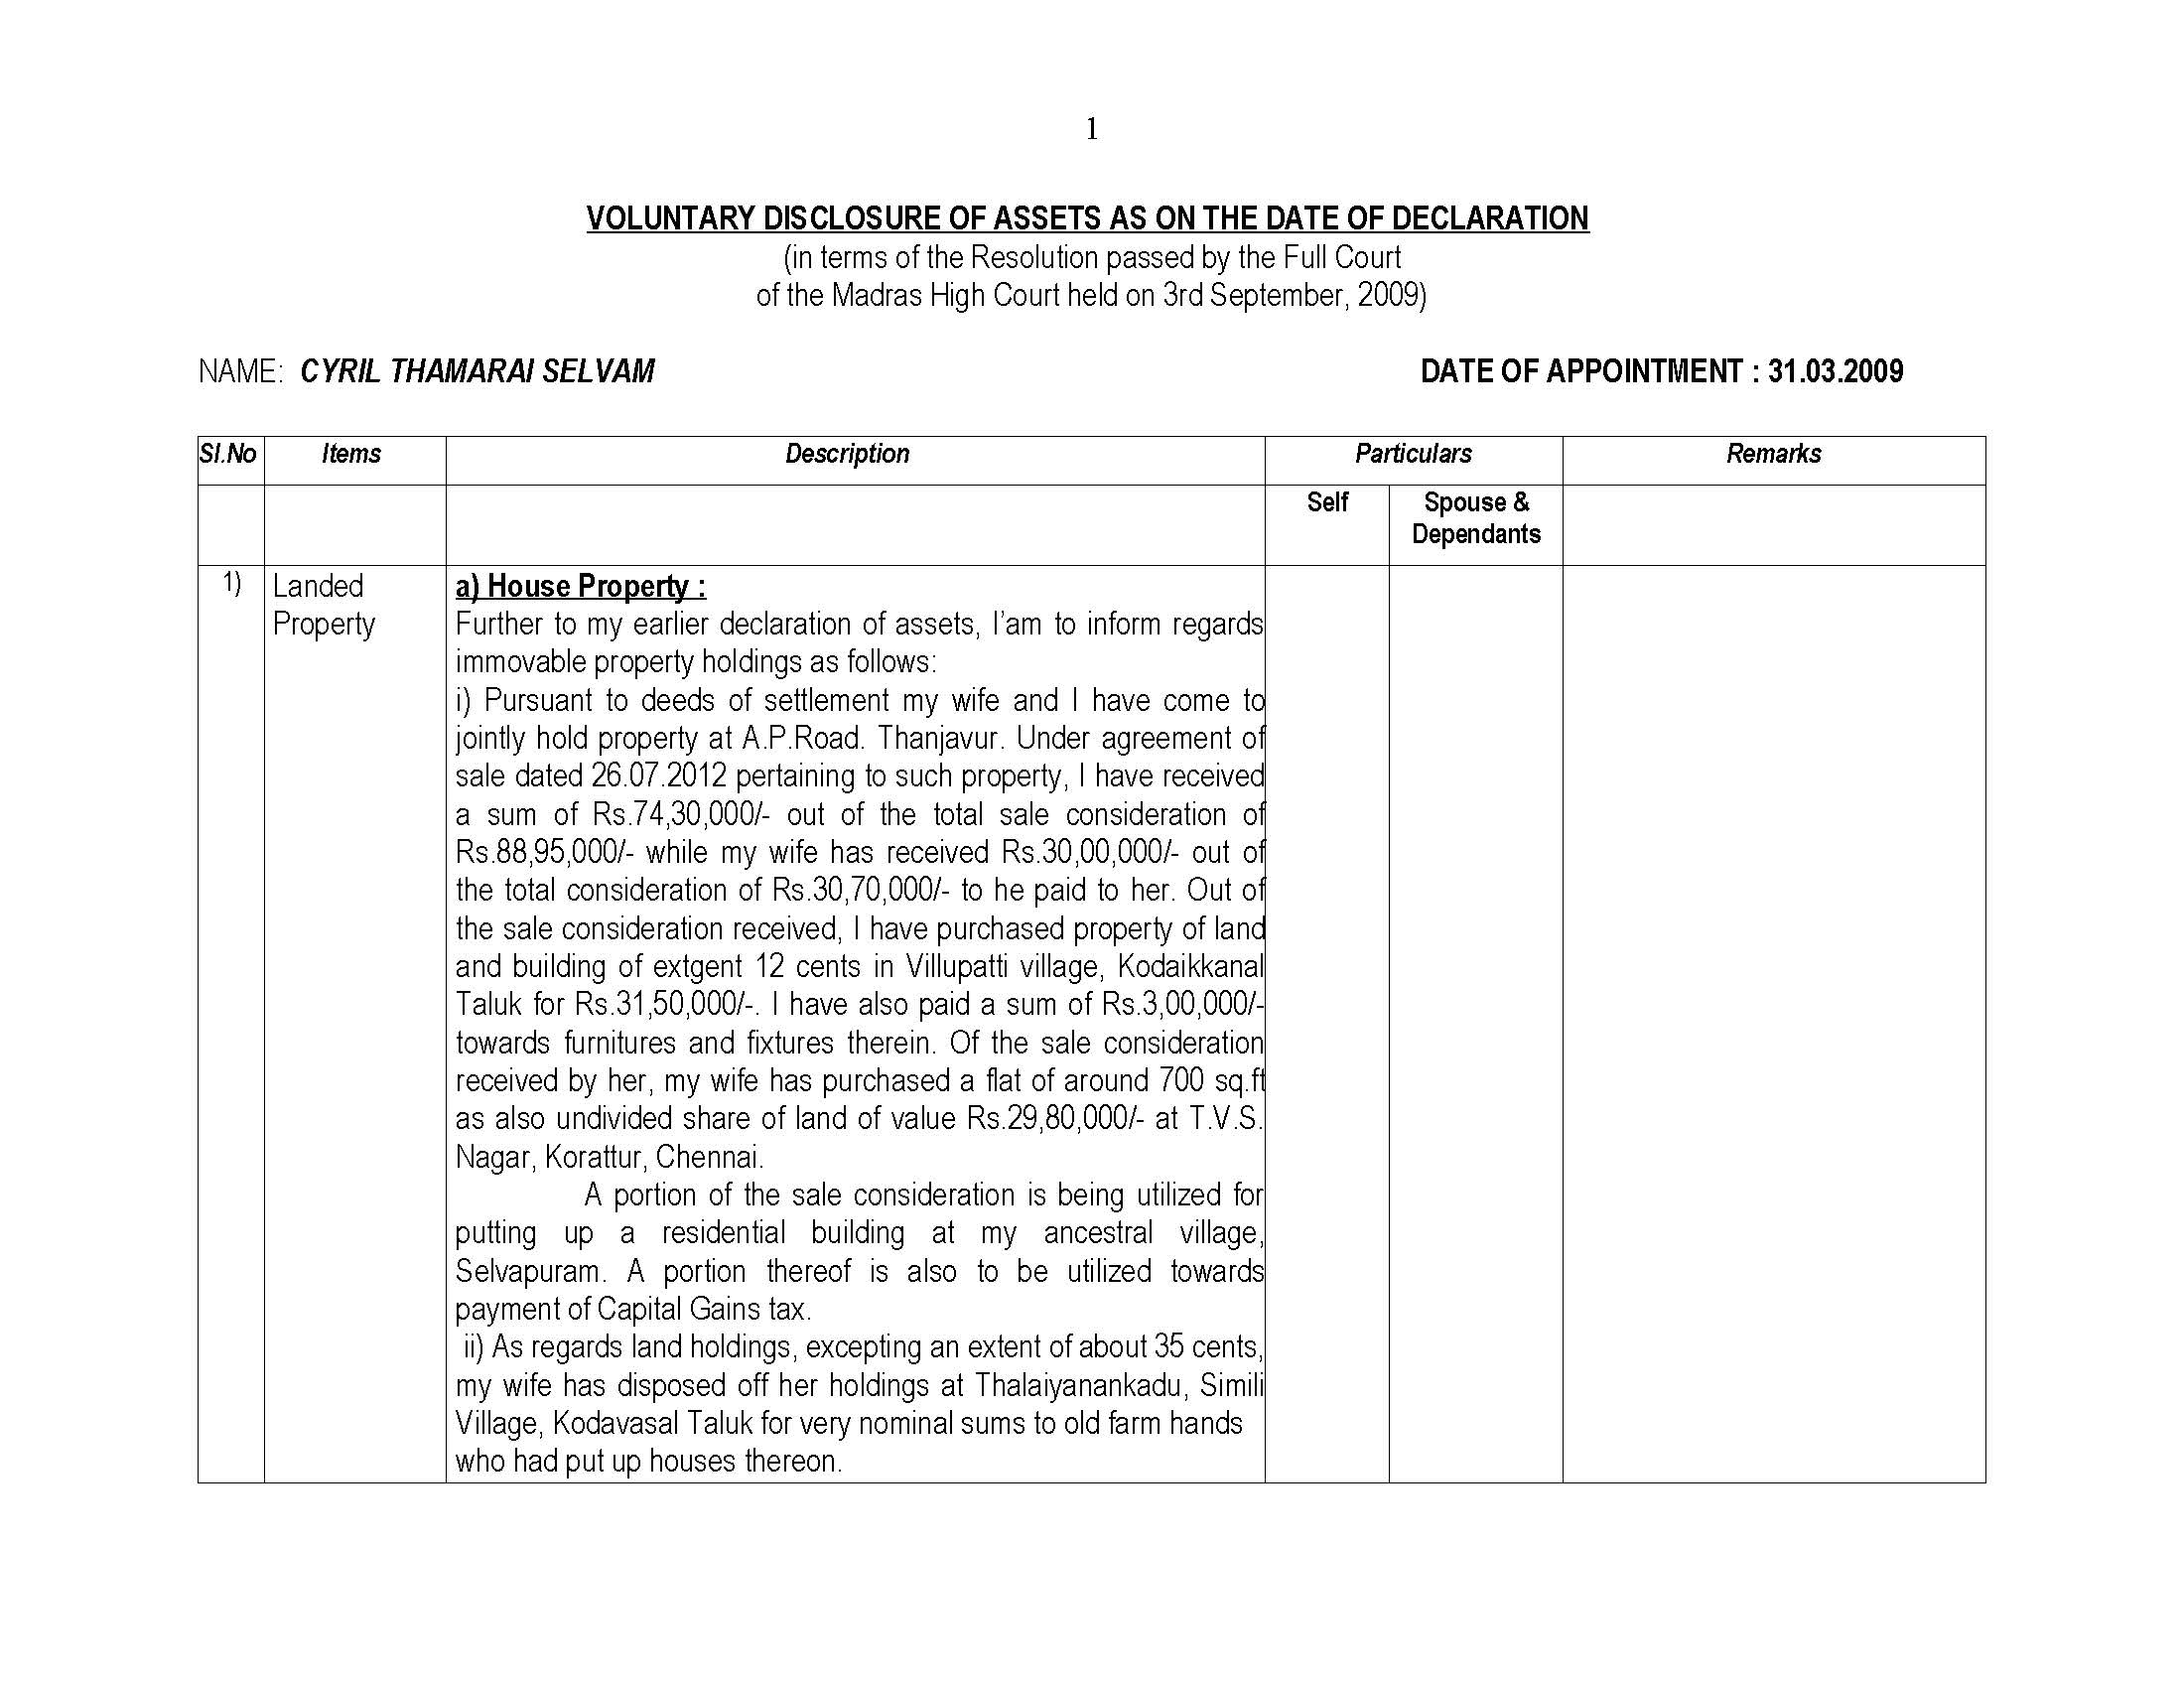 1
VOLUNTARY DISCLOSURE OF ASSETS AS ON THE DATE OF DECLARATION
(in terms of the Resolution passed by the Full Court
of the Madras High Court held on 3rd September, 2009)
NAME: CYRIL THAMARAI SELVAM DATE OF APPOINTMENT : 31.03.2009
Sl.No Items Description Particulars Remarks
Self Spouse &
Dependants
1) Landed a) House Property :
Property Further to my earlier declaration of assets, I'am to inform regards
immovable property holdings as follows:
i) Pursuant to deeds of settlement my wife and I have come to
jointly hold property at A.P.Road. Thanjavur. Under agreement of
sale dated 26.07.2012 pertaining to such property, I have received
a sum of Rs.74,30,000/- out of the total sale consideration of
Rs.88,95,000/- while my wife has received Rs.30,00,000/- out of
the total consideration of Rs.30,70,000/- to he paid to her. Out of
the sale consideration received, I have purchased property of land
and building of extgent 12 cents in Villupatti village, Kodaikkanal
Taluk for Rs.31,50,000/-. I have also paid a sum of Rs.3,00,000/-
towards furnitures and fixtures therein. Of the sale consideration
received by her, my wife has purchased a flat of around 700 sq.ft
as also undivided share of land of value Rs.29,80,000/- at T.V.S.
Nagar, Korattur, Chennai.
A portion of the sale consideration is being utilized for
putting up a residential building at my ancestral village,
Selvapuram. A portion thereof is also to be utilized towards
payment of Capital Gains tax.
ii) As regards land holdings, excepting an extent of about 35 cents,
my wife has disposed off her holdings at Thalaiyanankadu, Simili
Village, Kodavasal Taluk for very nominal sums to old farm hands
who had put up houses thereon.